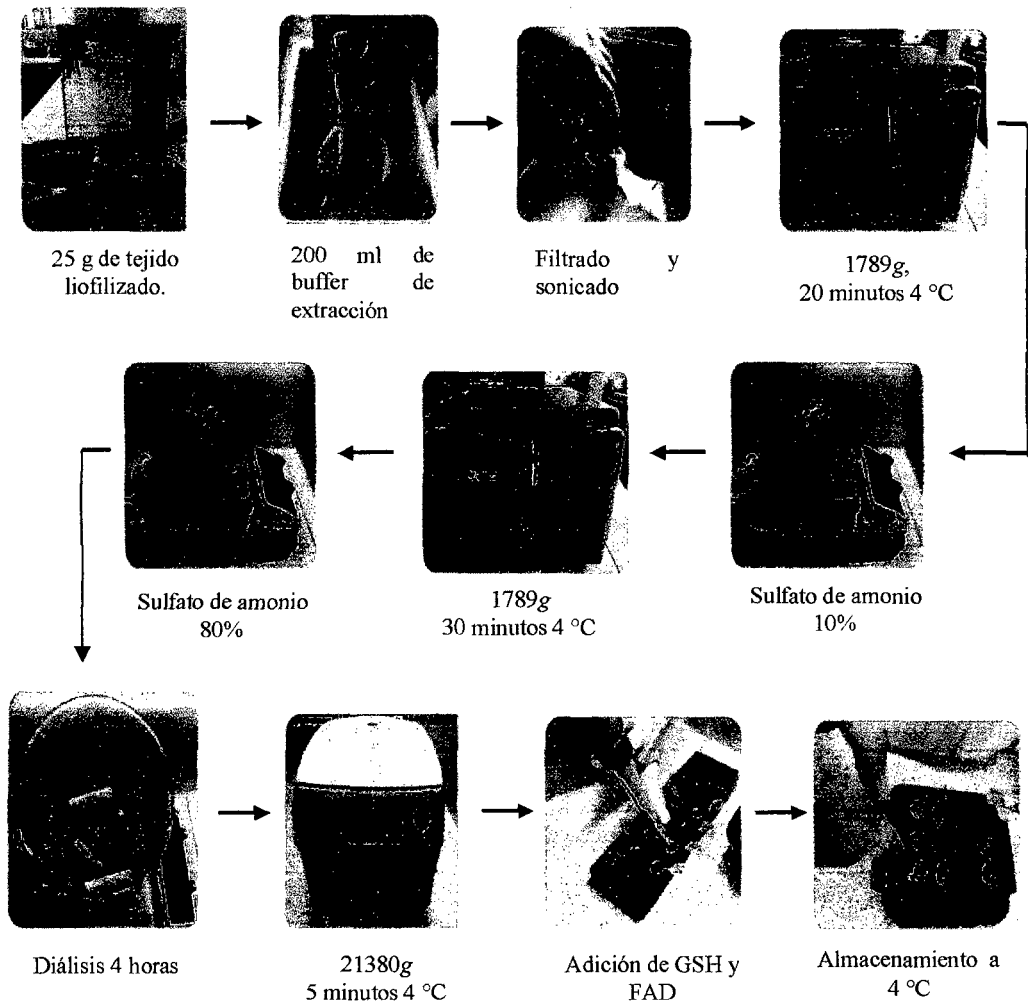 25 g de tejido
liofilizado.
200 ml de
buffer de
extracción
Filtrado y
sonicado
1789g,
20 minutos 4 °C
Sulfato de amonio
10%
1789g
30 minutos 4 °C
Sulfato de amonio
80%
Diálisis 4 horas
21380g
5 minutos 4 °C
Adición de GSH y
FAD
Almacenamiento a
4 °C